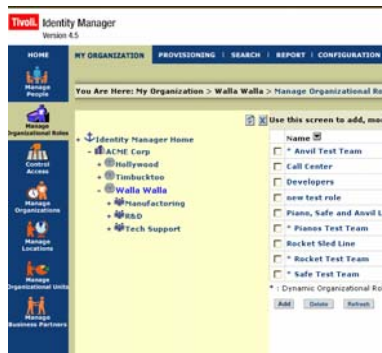 Tivoli. Identity Manager
Version 4.5
HOME
MY ORGANIZATION
PROVISIONING | SEARCH | REPORT | CONFIGURATION
You Are Here: My Organization > Walla Walla > Manage Organizational Ro
Manage People
Manage Organizational Roles
Control Access
Manage Organizations
Manage Locations
Manage Organizational Units
Manage Business Partners
+ Identity Manager Home
- ACME Corp
+ Hollywood
+ Timbucktoo
- Walla Walla
+ Manufactoring
+ R&D
+ Tech Support
Use this screen to add, mo
Name
* Anvil Test Team
Call Center
Developers
new test role
Piano, Safe and Anvil L
* Pianos Test Team
Rocket Sled Line
* Rocket Test Team
* Safe Test Team
* : Dynamic Organizational Ro
Add Delete Refresh